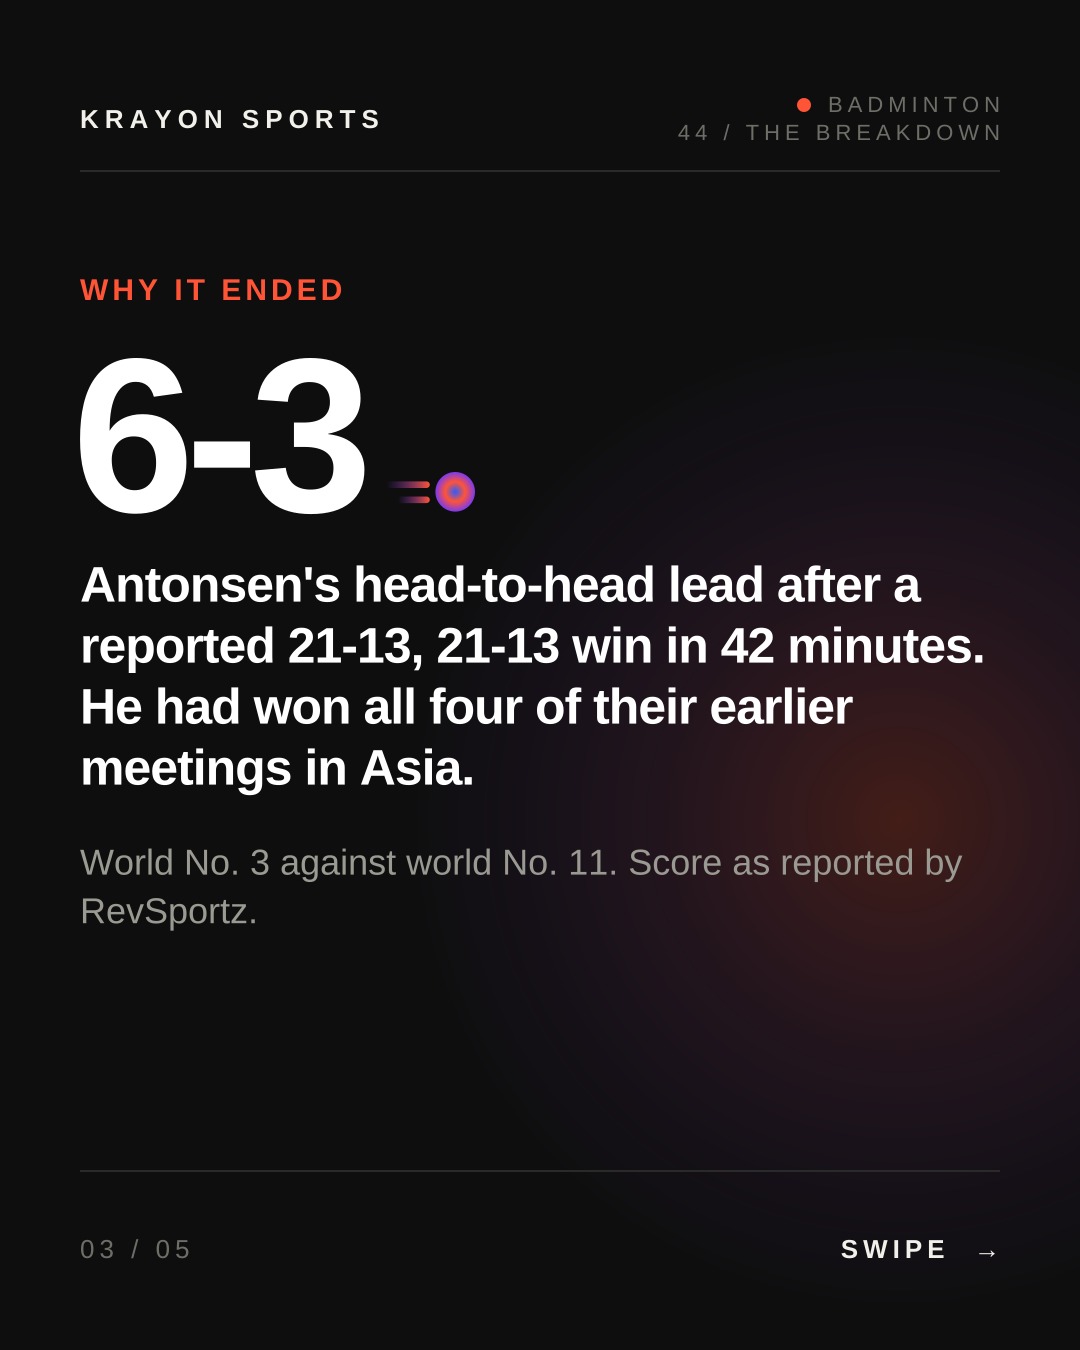 KRAYON SPORTS
BADMINTON
44 / THE BREAKDOWN
WHY IT ENDED
6-3
Antonsen's head-to-head lead after a
reported 21-13, 21-13 win in 42 minutes.
He had won all four of their earlier
meetings in Asia.
World No. 3 against world No. 11. Score as reported by
RevSportz.
03 / 05
SWIPE →